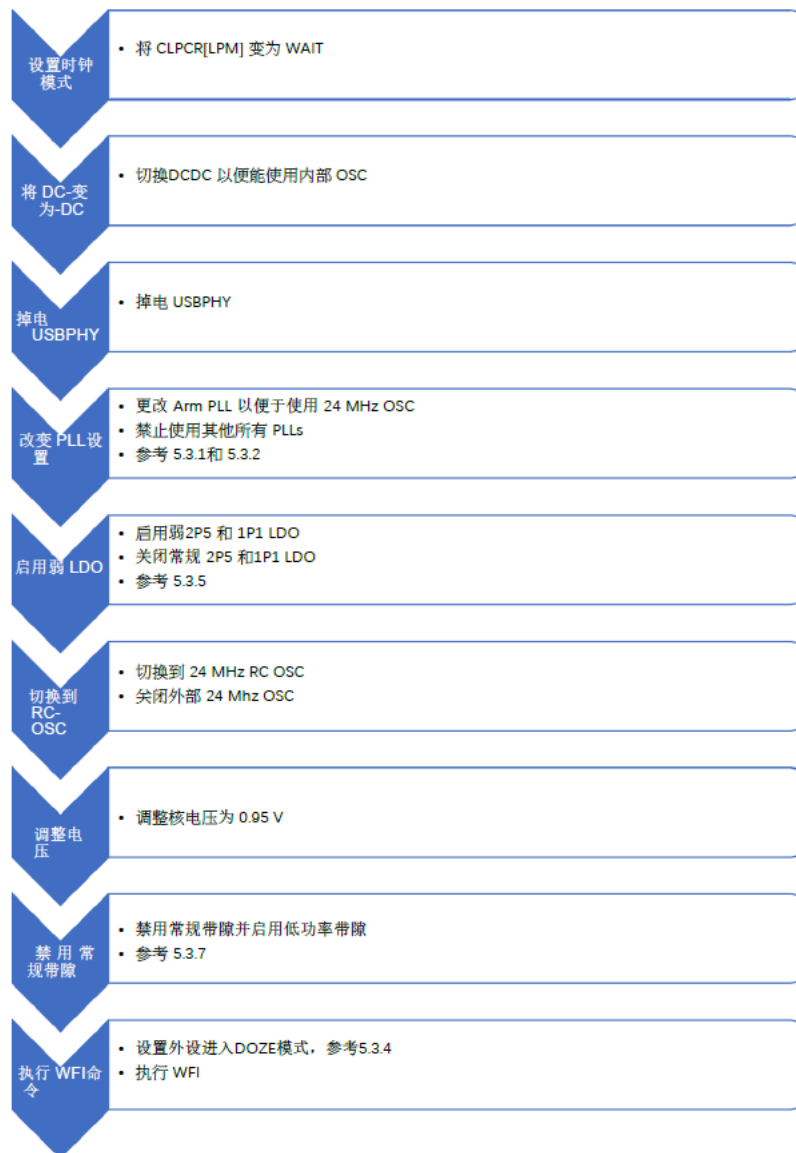 设置时钟
模式
• 将 CLPCR[LPM] 变为 WAIT
将 DC-变
为-DC
• 切换DCDC 以便能使用内部 OSC
掉电
USBPHY
• 掉电 USBPHY
改变 PLL设
置
• 更改 Arm PLL 以便于使用 24 MHz OSC
• 禁止使用其他所有 PLLs
• 参考 5.3.1和 5.3.2
启用弱 LDO
• 启用弱2P5 和 1P1 LDO
• 关闭常规 2P5 和1P1 LDO
• 参考 5.3.5
切换到
RC-
OSC
• 切换到 24 MHz RC OSC
• 关闭外部 24 Mhz OSC
调整电
压
• 调整核电压为 0.95 V
禁 用 常
规带隙
• 禁用常规带隙并启用低功率带隙
• 参考 5.3.7
执行 WFI命
令
• 设置外设进入DOZE模式，参考5.3.4
• 执行 WFI